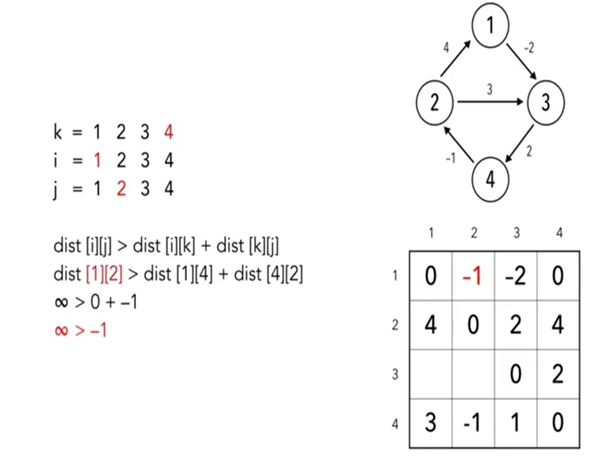 k = 1 2 3 4
i = 1 2 3 4
j = 1 2 3 4
dist [i][j] > dist [i][k] + dist [k][j]
dist [1][2] > dist [1][4] + dist [4][2]
∞ > 0 + –1
∞ > –1
1
4 -2
2 3 3
-1 2
4
1 2 3 4
1 0 -1 -2 0
2 4 0 2 4
3 0 2
4 3 -1 1 0